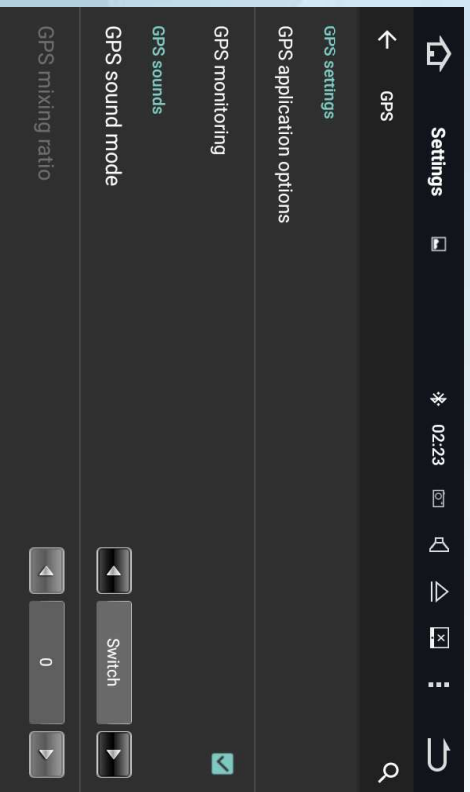 Settings 02:23
GPS
GPS settings
GPS application options
GPS monitoring
GPS sounds
GPS sound mode Switch
GPS mixing ratio 0